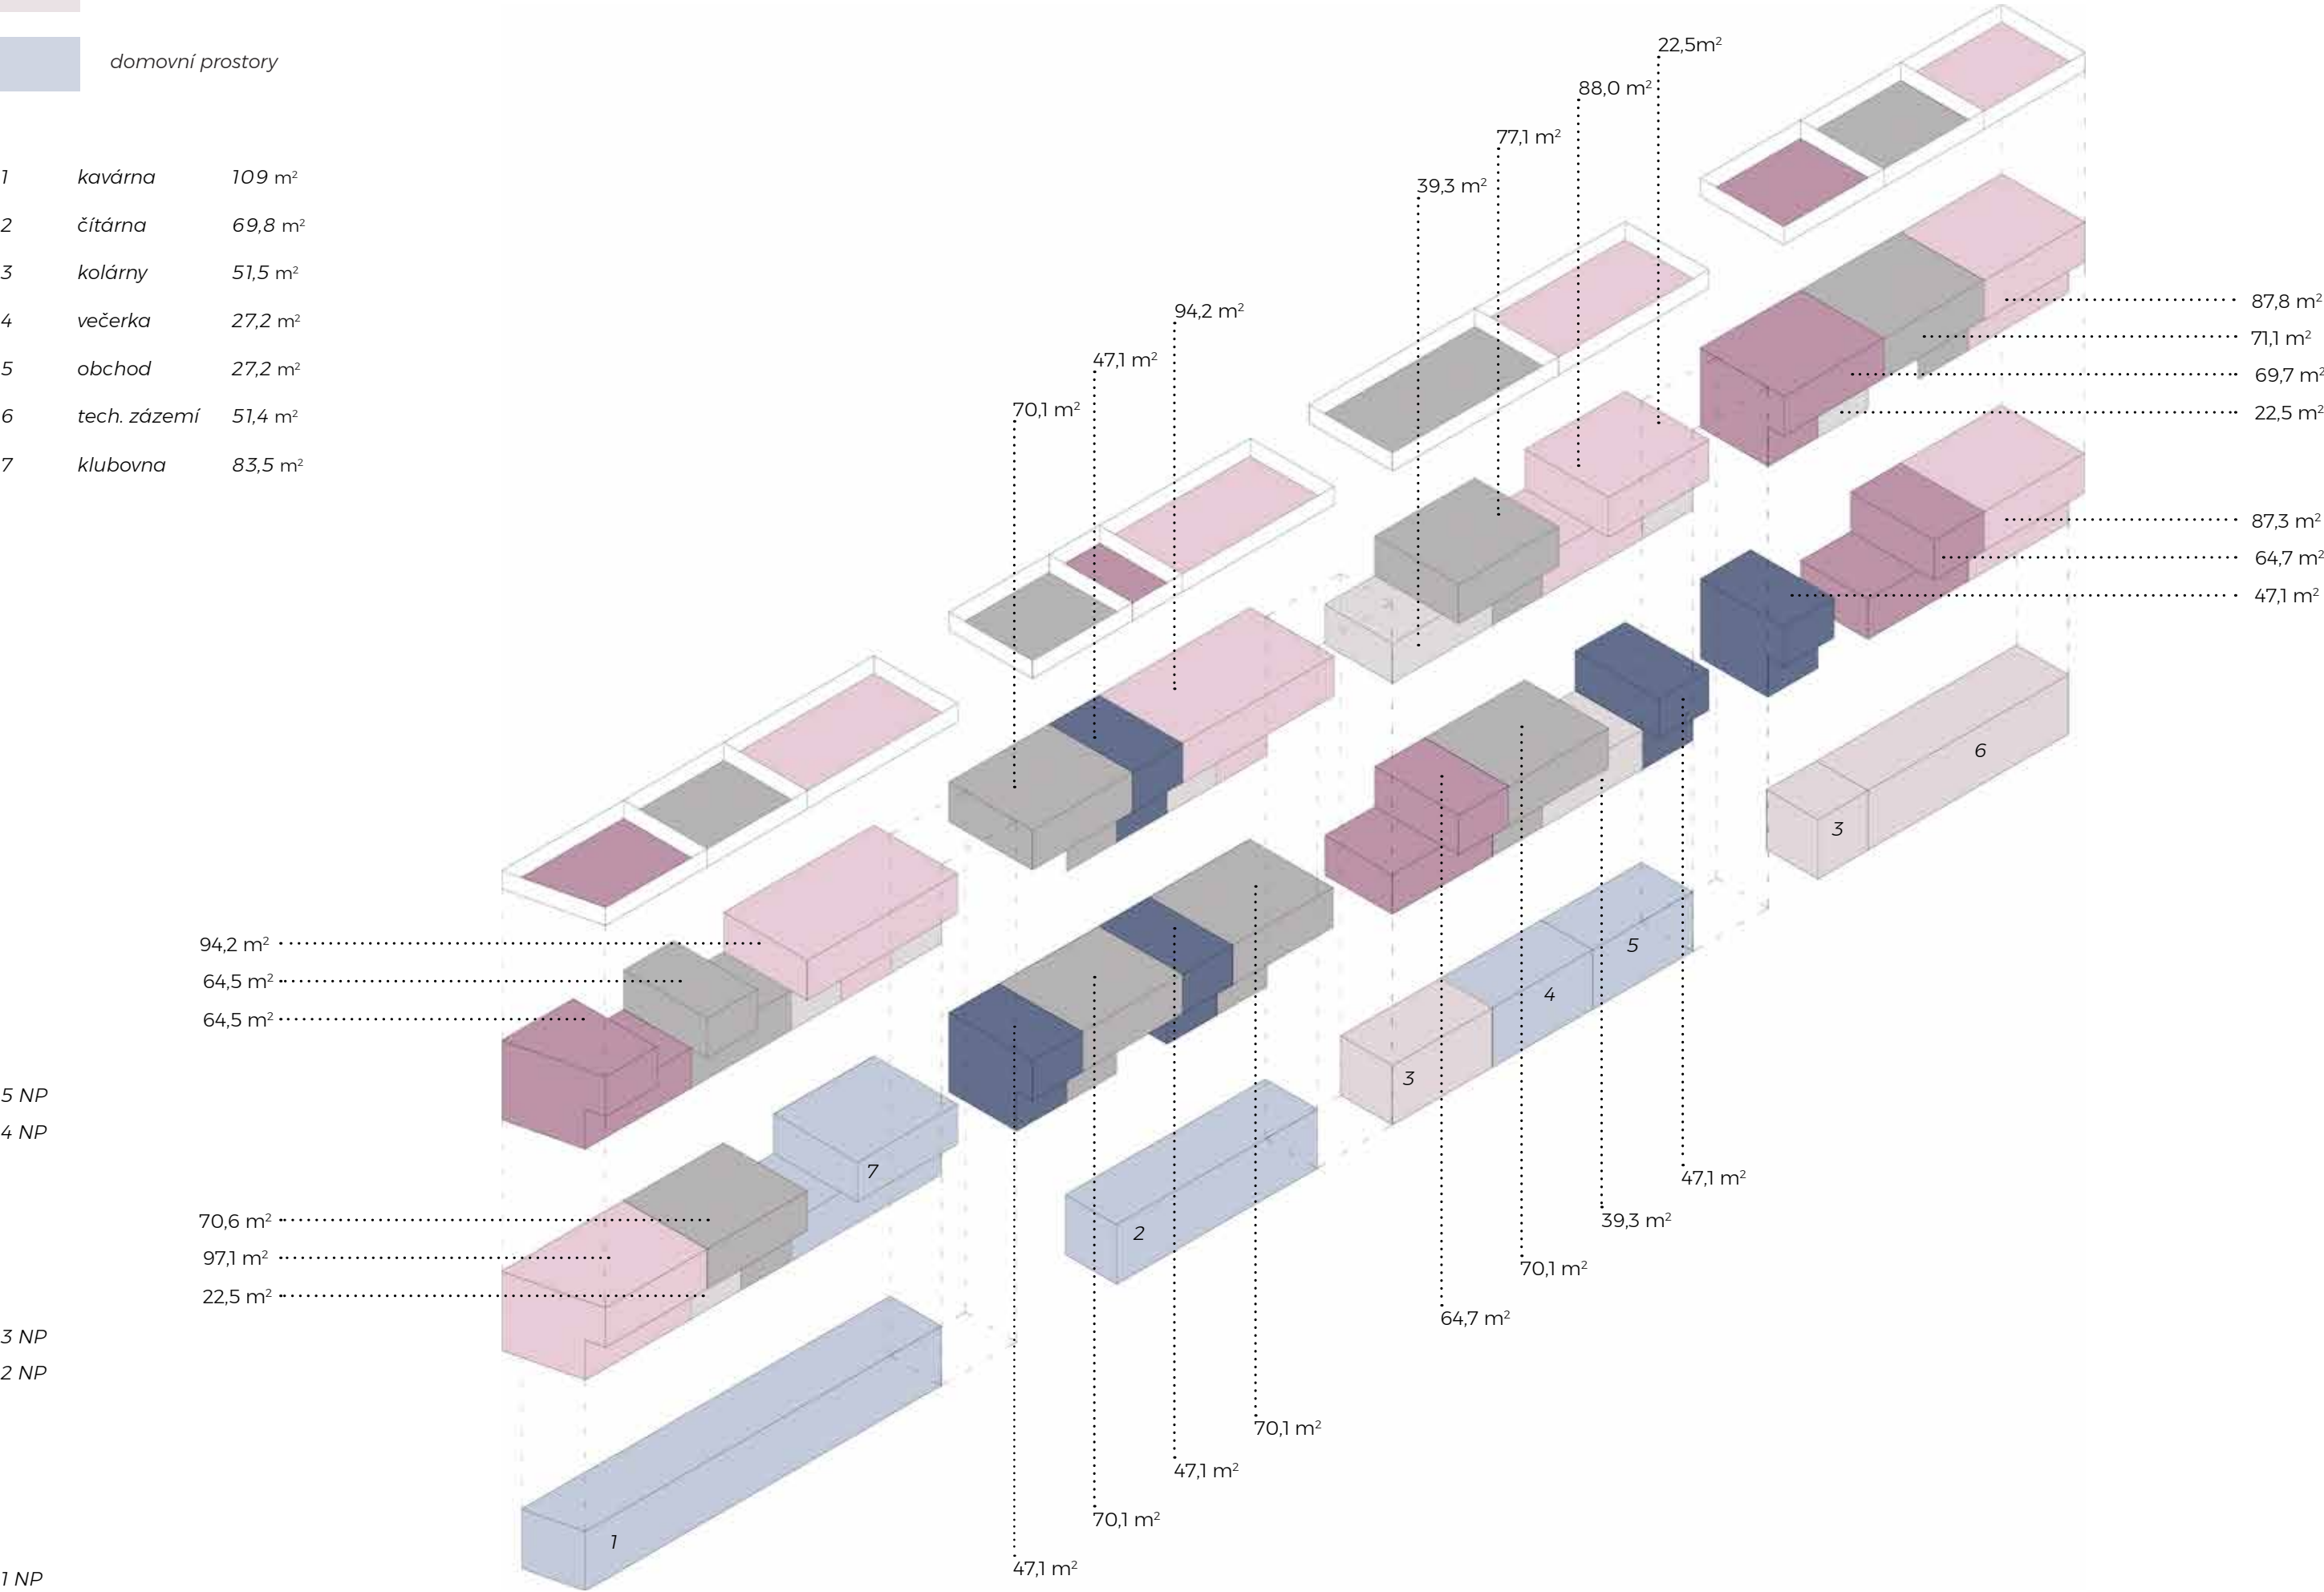 domovní prostory
1 kavárna 109 m²
2 čítárna 69,8 m²
3 kolárny 51,5 m²
4 večerka 27,2 m²
5 obchod 27,2 m²
6 tech. zázemí 51,4 m²
7 klubovna 83,5 m²
22,5m²
88,0 m²
77,1 m²
39,3 m²
94,2 m²
47,1 m²
70,1 m²
87,8 m²
71,1 m²
69,7 m²
22,5 m²
87,3 m²
64,7 m²
47,1 m²
6
3
5
4
3
94,2 m²
64,5 m²
64,5 m²
5 NP
4 NP
7
2
70,6 m²
97,1 m²
22,5 m²
3 NP
2 NP
47,1 m²
39,3 m²
70,1 m²
64,7 m²
70,1 m²
47,1 m²
70,1 m²
47,1 m²
1
1 NP